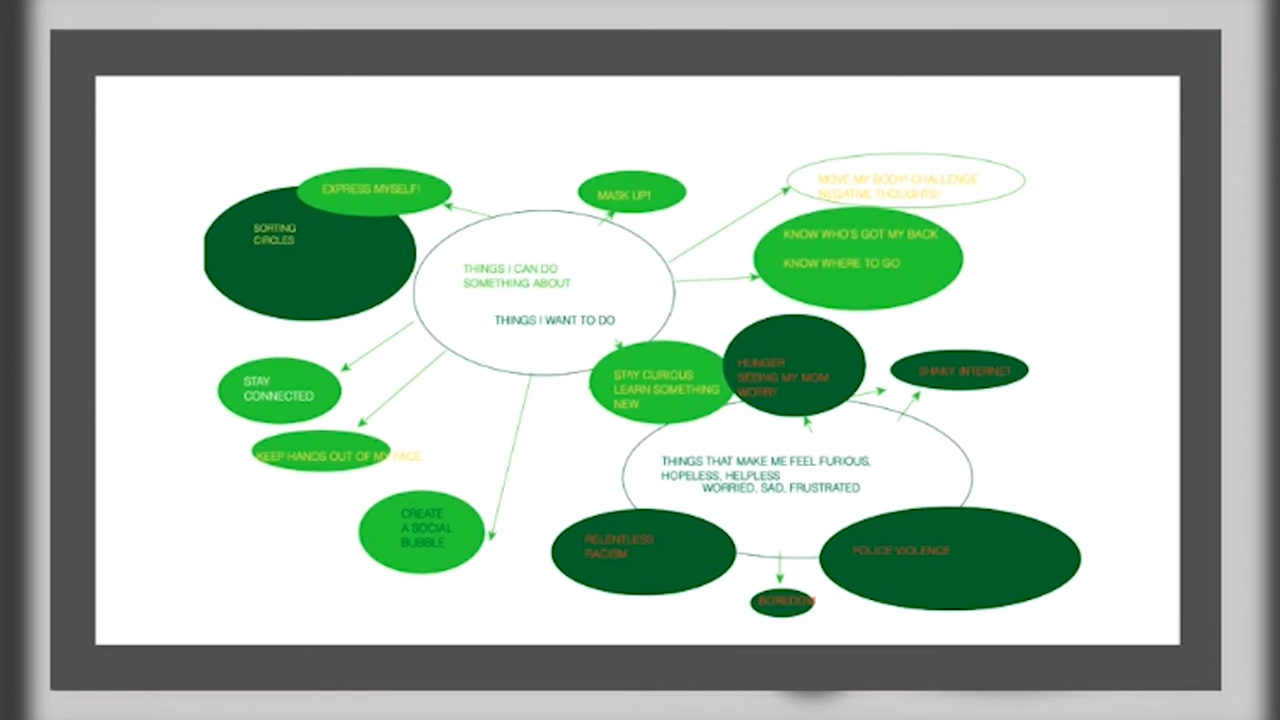 EXPRESS MYSELF!
MASK UP!
MOVE MY BODY! CHALLENGE
NEGATIVE THOUGHTS!
SORTING
CIRCLES
KNOW WHO'S GOT MY BACK
KNOW WHERE TO GO
THINGS I CAN DO
SOMETHING ABOUT
THINGS I WANT TO DO
STAY CURIOUS
LEARN SOMETHING
NEW
HUNGER
SEEING MY MOM
WORRY
SHAKY INTERNET
STAY
CONNECTED
KEEP HANDS OUT OF MY FACE
THINGS THAT MAKE ME FEEL FURIOUS,
HOPELESS, HELPLESS
WORRIED, SAD, FRUSTRATED
CREATE
A SOCIAL
BUBBLE
RELENTLESS
RACISM
POLICE VIOLENCE
BOREDOM